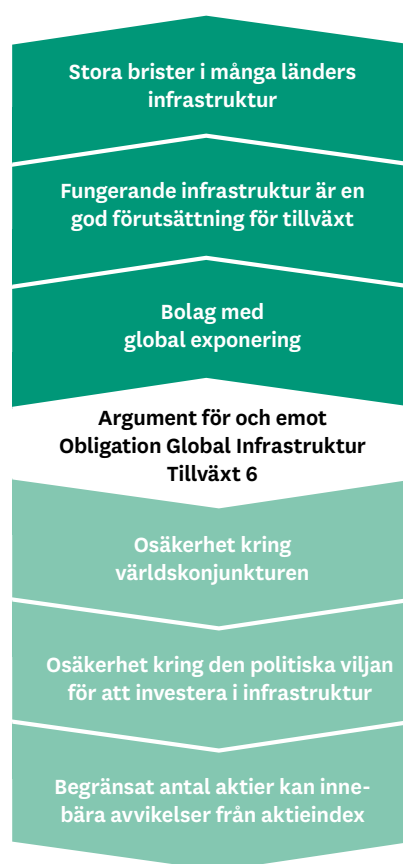 Stora brister i många länders
infrastruktur
Fungerande infrastruktur är en
god förutsättning för tillväxt
Bolag med
global exponering
Argument för och emot
Obligation Global Infrastruktur
Tillväxt 6
Osäkerhet kring
världskonjunkturen
Osäkerhet kring den politiska viljan
för att investera i infrastruktur
Begränsat antal aktier kan inne-
bära avvikelser från aktieindex